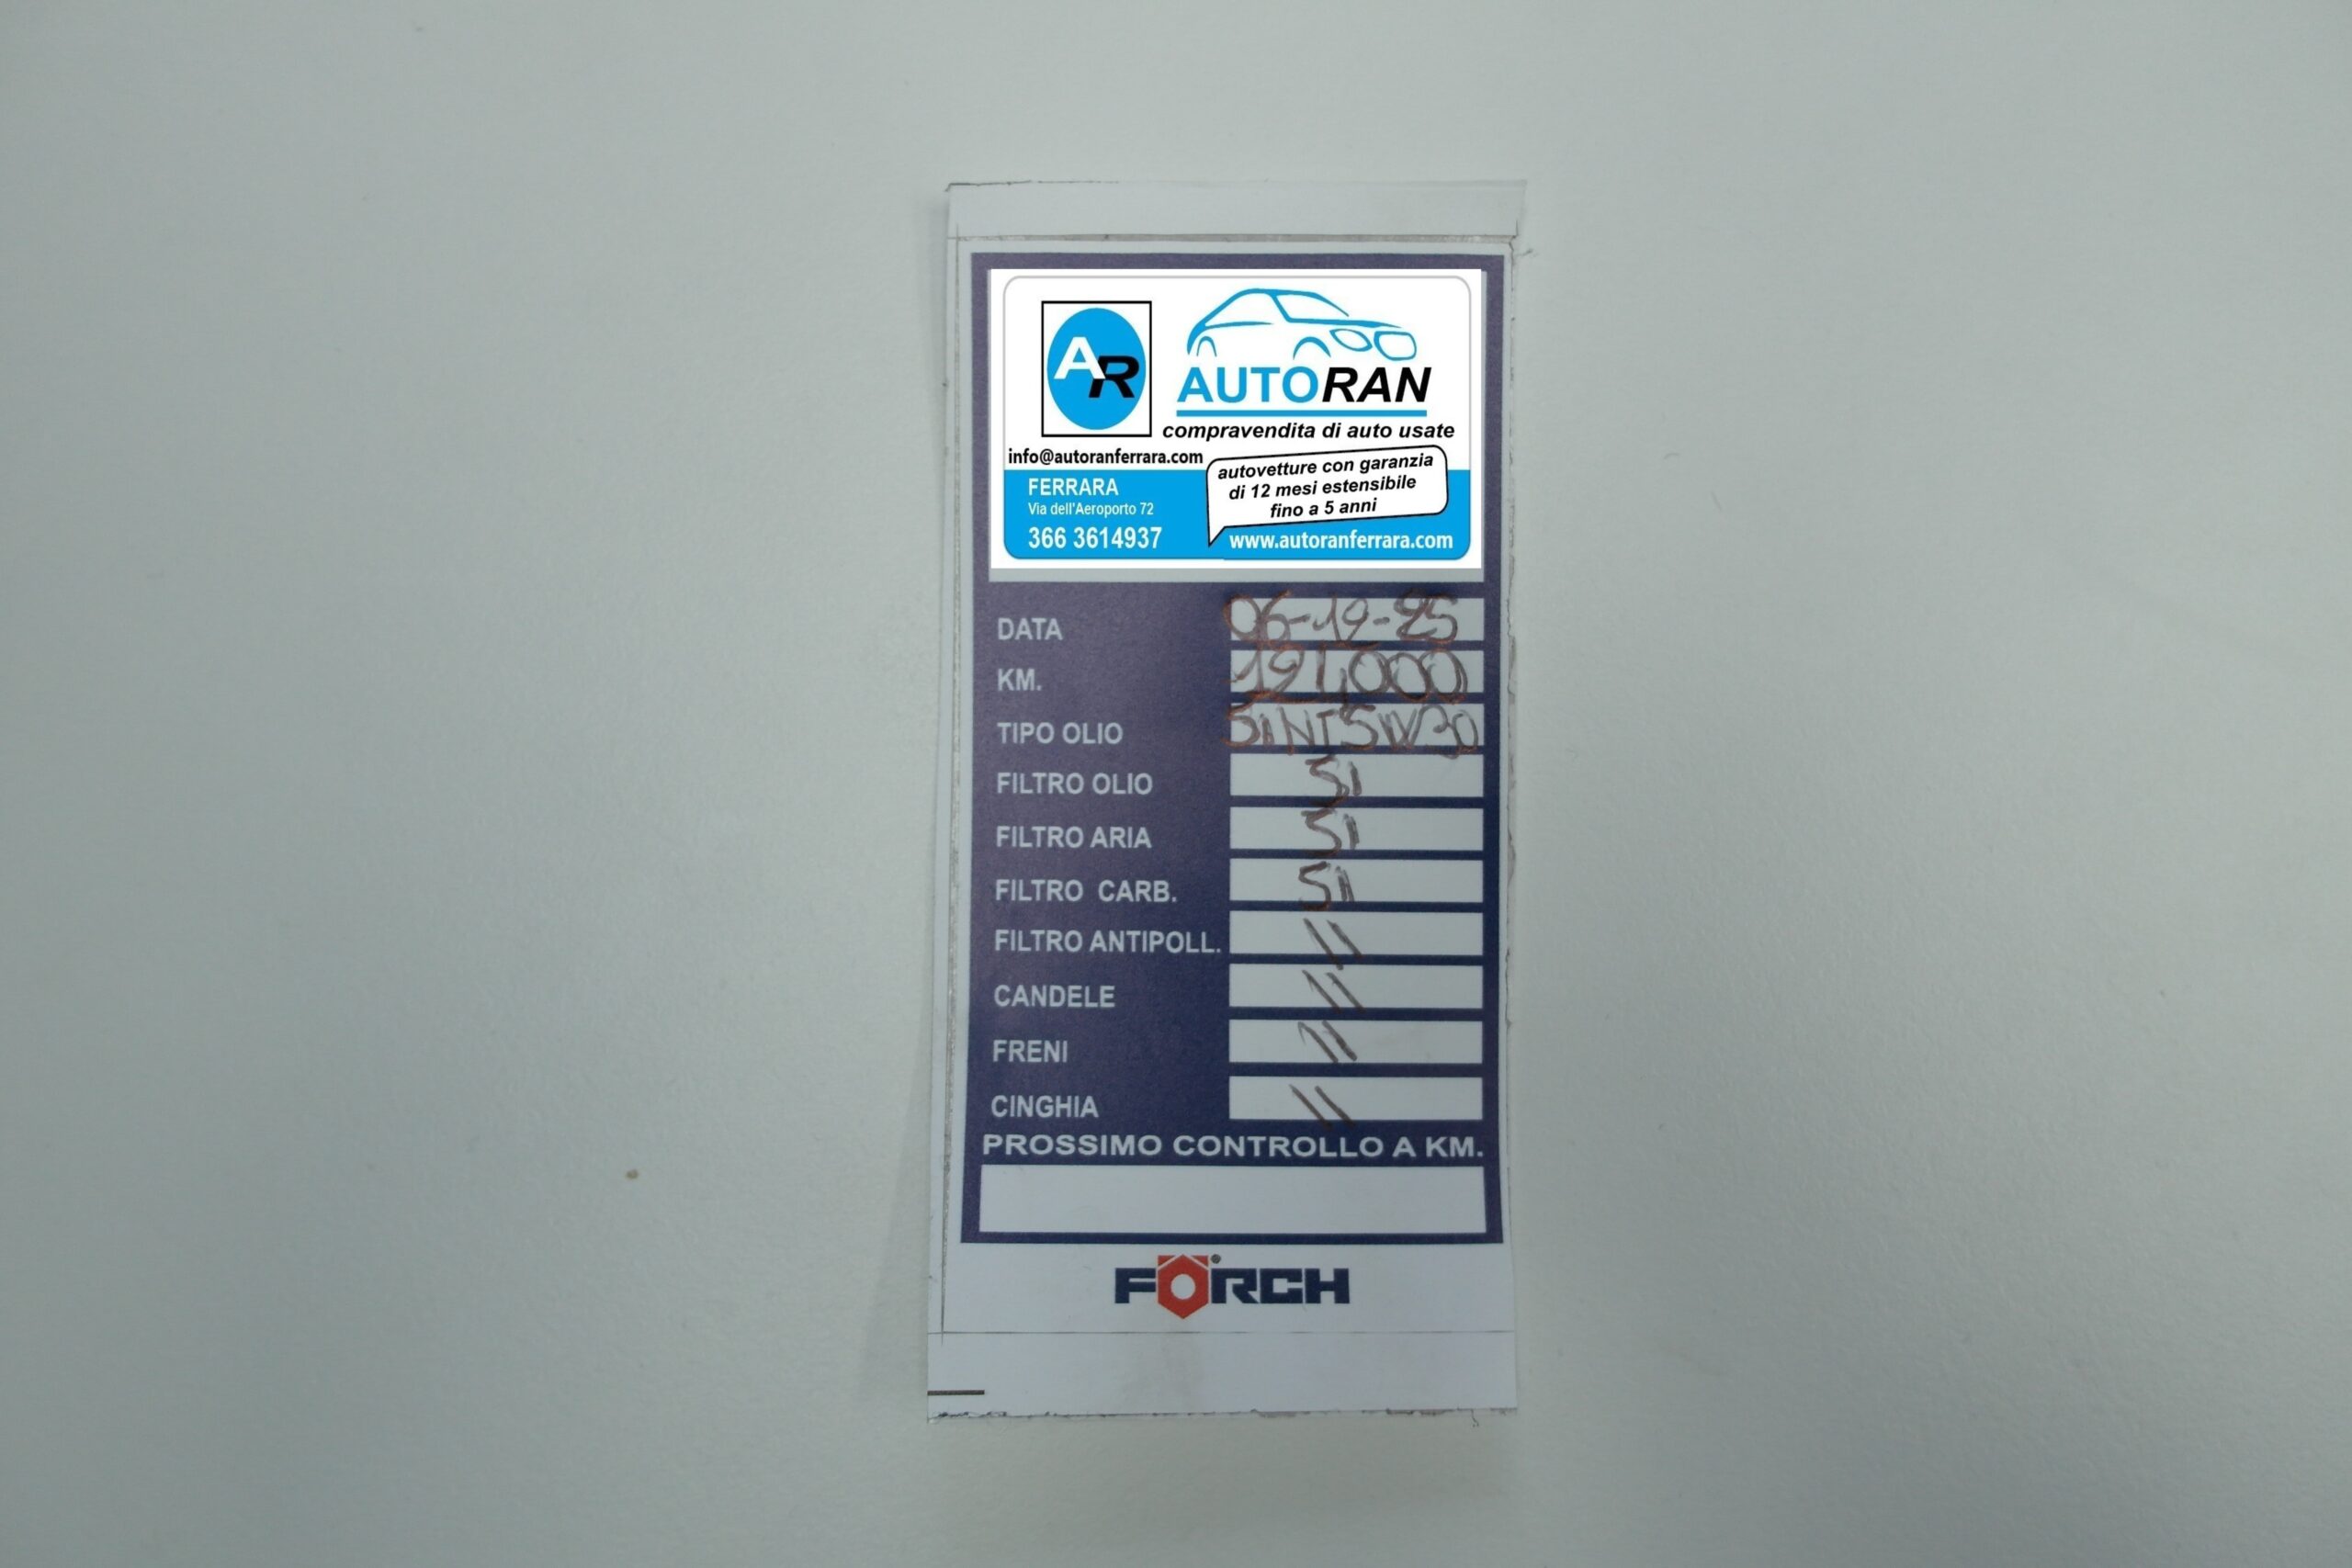 AR
AUTORAN
compravendita di auto usate
info@autoranferrara.com
autovetture con garanzia
di 12 mesi estensibile
fino a 5 anni
FERRARA
Via dell'Aeroporto 72
366 3614937
www.autoranferrara.com
DATA 06-19-25
KM. 191,000
TIPO OLIO SINT 5W30
FILTRO OLIO SI
FILTRO ARIA SI
FILTRO CARB. SI
FILTRO ANTIPOLL. \\
CANDELE \\
FRENI \\
CINGHIA \\
PROSSIMO CONTROLLO A KM.
FÖRCH®